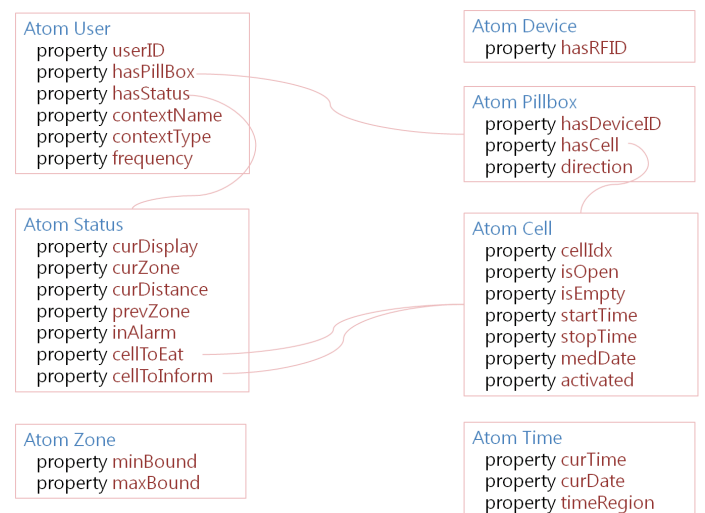 Atom User
property userID
property hasPillBox
property hasStatus
property contextName
property contextType
property frequency
Atom Status
property curDisplay
property curZone
property curDistance
property prevZone
property inAlarm
property cellToEat
property cellToInform
Atom Zone
property minBound
property maxBound
Atom Device
property hasRFID
Atom Pillbox
property hasDeviceID
property hasCell
property direction
Atom Cell
property cellIdx
property isOpen
property isEmpty
property startTime
property stopTime
property medDate
property activated
Atom Time
property curTime
property curDate
property timeRegion